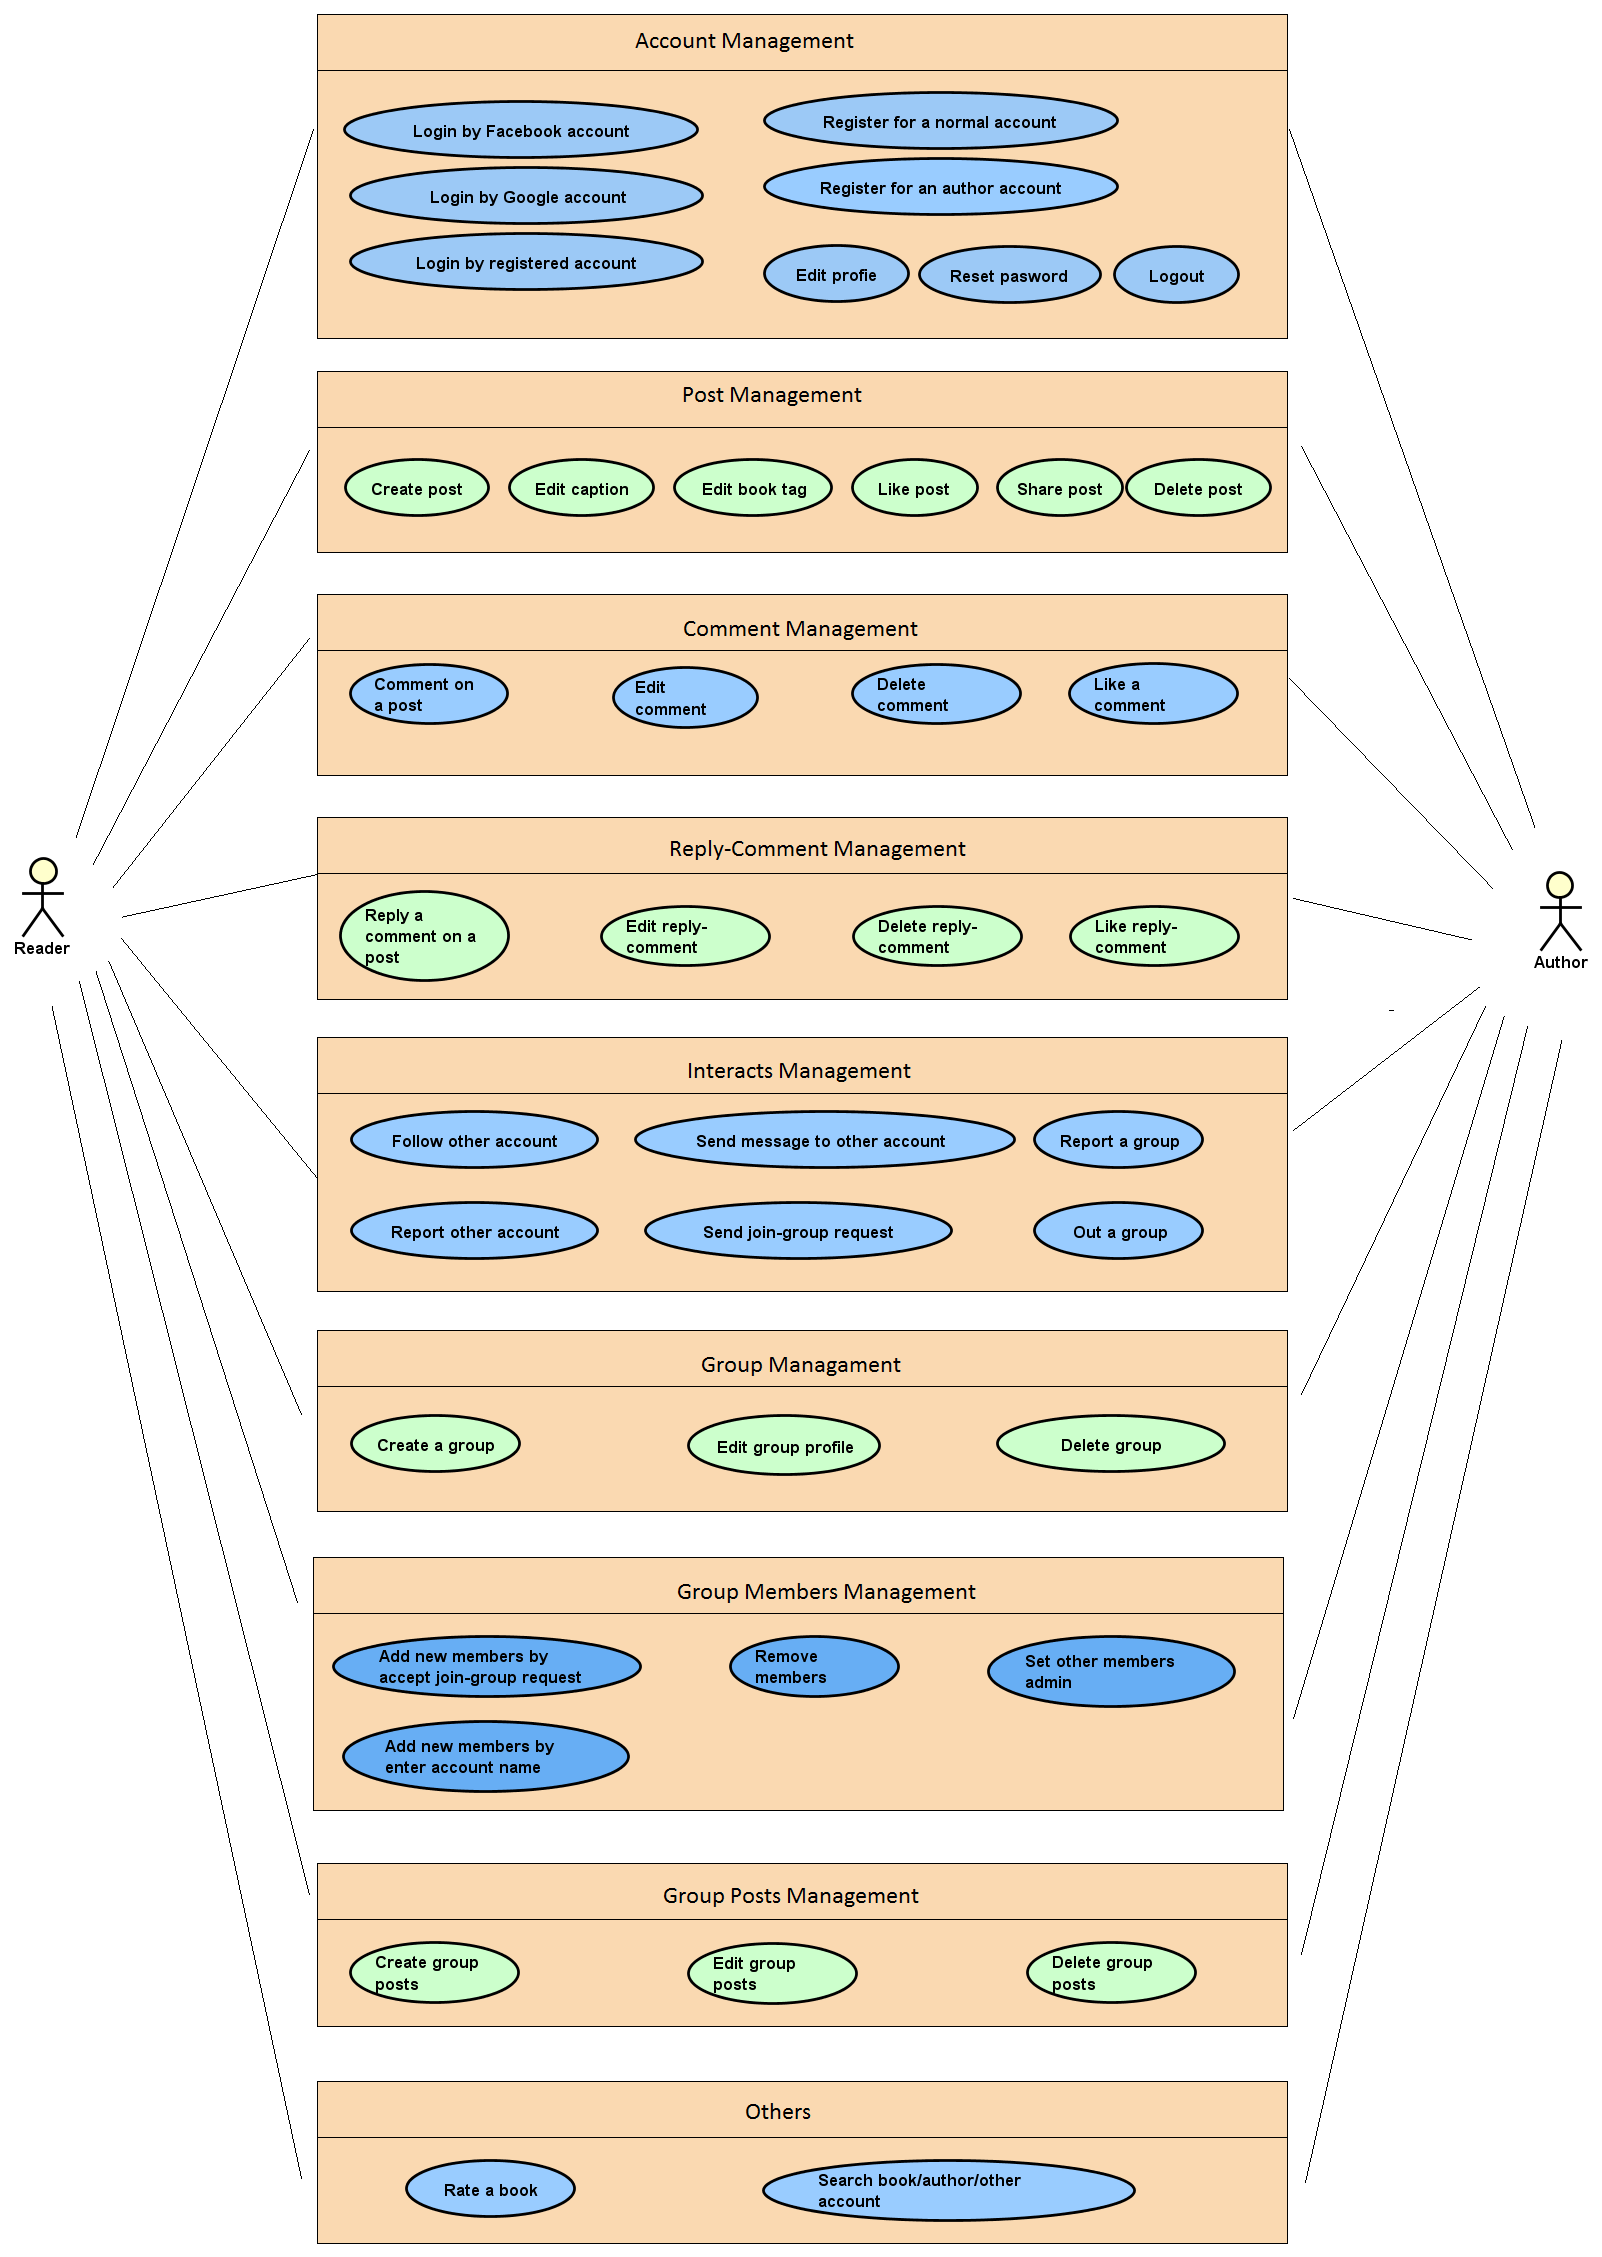 Account Management
Login by Facebook account
Register for a normal account
Login by Google account
Register for an author account
Login by registered account
Edit profie
Reset pasword
Logout
Post Management
Create post
Edit caption
Edit book tag
Like post
Share post
Delete post
Comment Management
Comment on
a post
Edit
comment
Delete
comment
Like a
comment
Reply-Comment Management
Reply a
comment on a
post
Edit reply-
comment
Delete reply-
comment
Like reply-
comment
Reader
Author
Interacts Management
Follow other account
Send message to other account
Report a group
Report other account
Send join-group request
Out a group
Group Managament
Create a group
Edit group profile
Delete group
Group Members Management
Add new members by
accept join-group request
Remove
members
Set other members
admin
Add new members by
enter account name
Group Posts Management
Create group
posts
Edit group
posts
Delete group
posts
Others
Rate a book
Search book/author/other
account